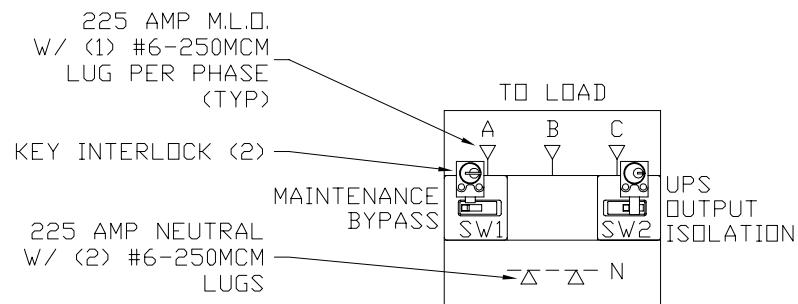 225 AMP M.L.O.
W/ (1) #6-250MCM
LUG PER PHASE
(TYP)
TO LOAD
A B C
KEY INTERLOCK (2)
MAINTENANCE
BYPASS
SW1
SW2
UPS
OUTPUT
ISOLATION
225 AMP NEUTRAL
W/ (2) #6-250MCM
LUGS
N